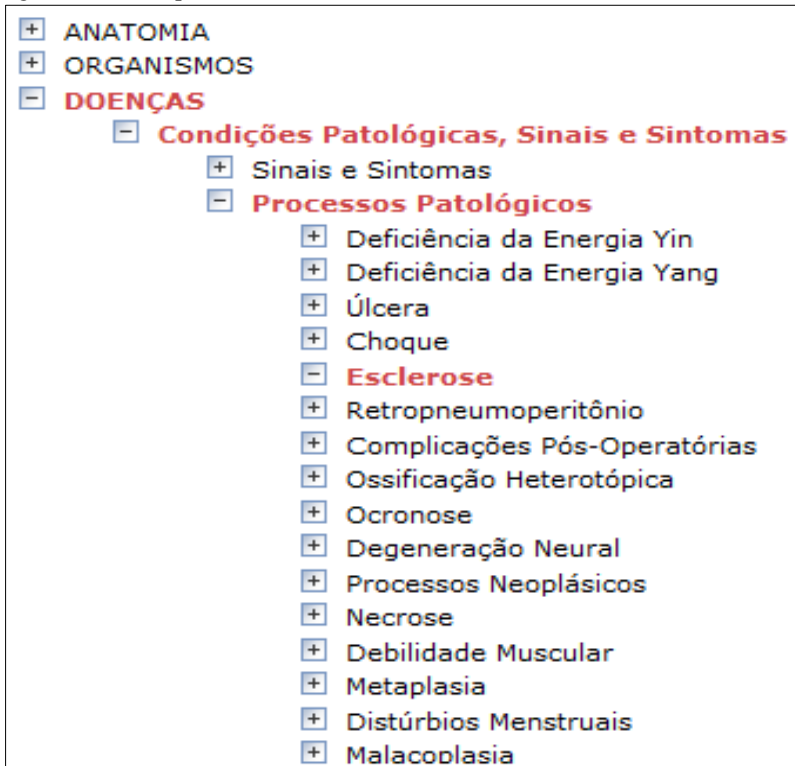 ANATOMIA
ORGANISMOS
DOENÇAS
Condições Patológicas, Sinais e Sintomas
Sinais e Sintomas
Processos Patológicos
Deficiência da Energia Yin
Deficiência da Energia Yang
Úlcera
Choque
Esclerose
Retropneumoperitônio
Complicações Pós-Operatórias
Ossificação Heterotópica
Ocronose
Degeneração Neural
Processos Neoplásicos
Necrose
Debilidade Muscular
Metaplasia
Distúrbios Menstruais
Malacoplasia